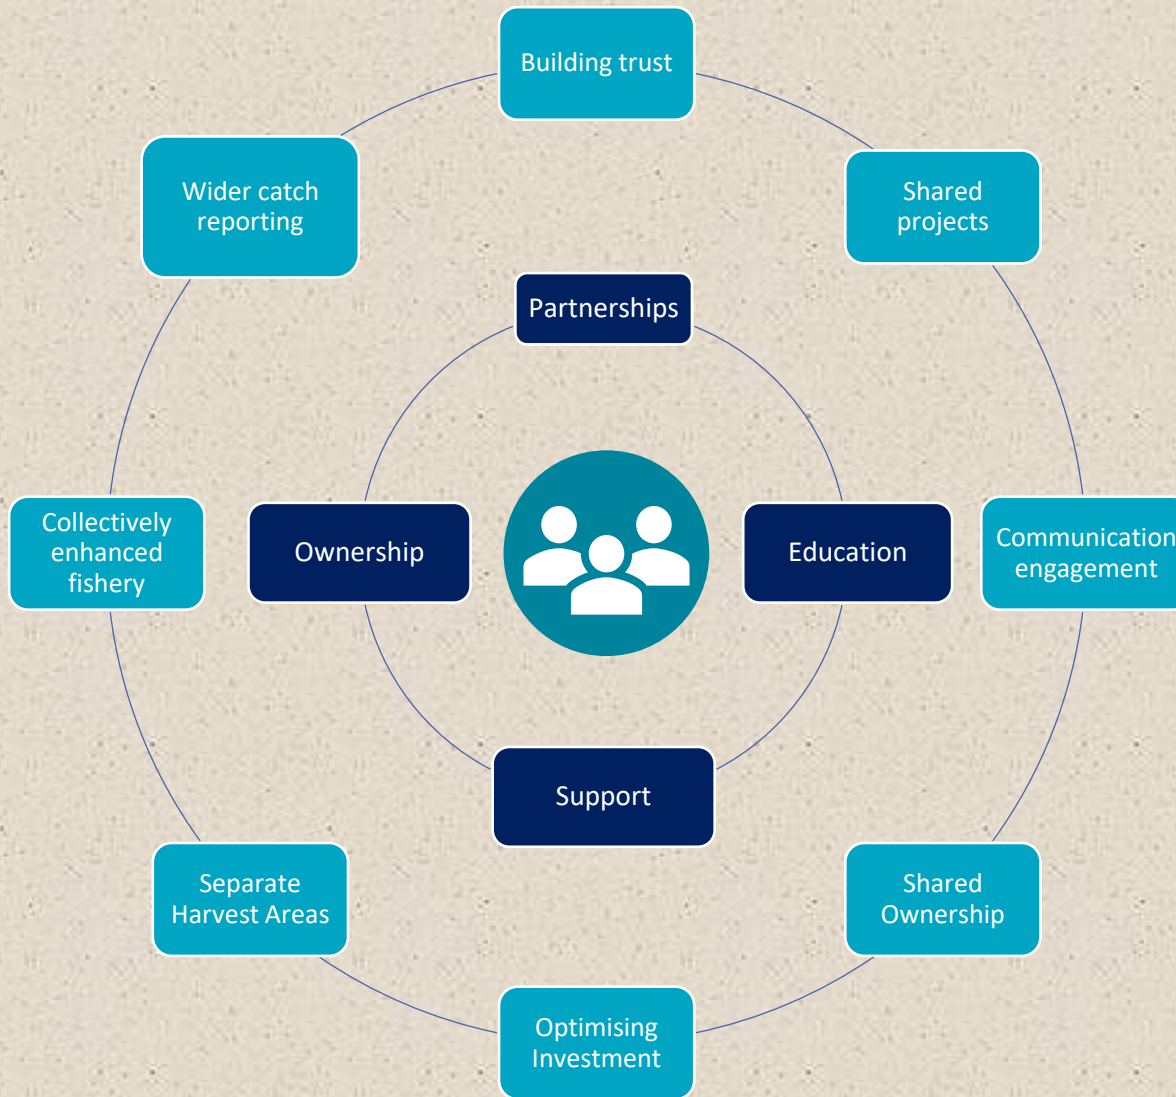 Building trust
Wider catch
reporting
Shared
projects
Partnerships
Collectively
enhanced
fishery
Ownership
Education
Communication
engagement
Support
Separate
Harvest Areas
Shared
Ownership
Optimising
Investment